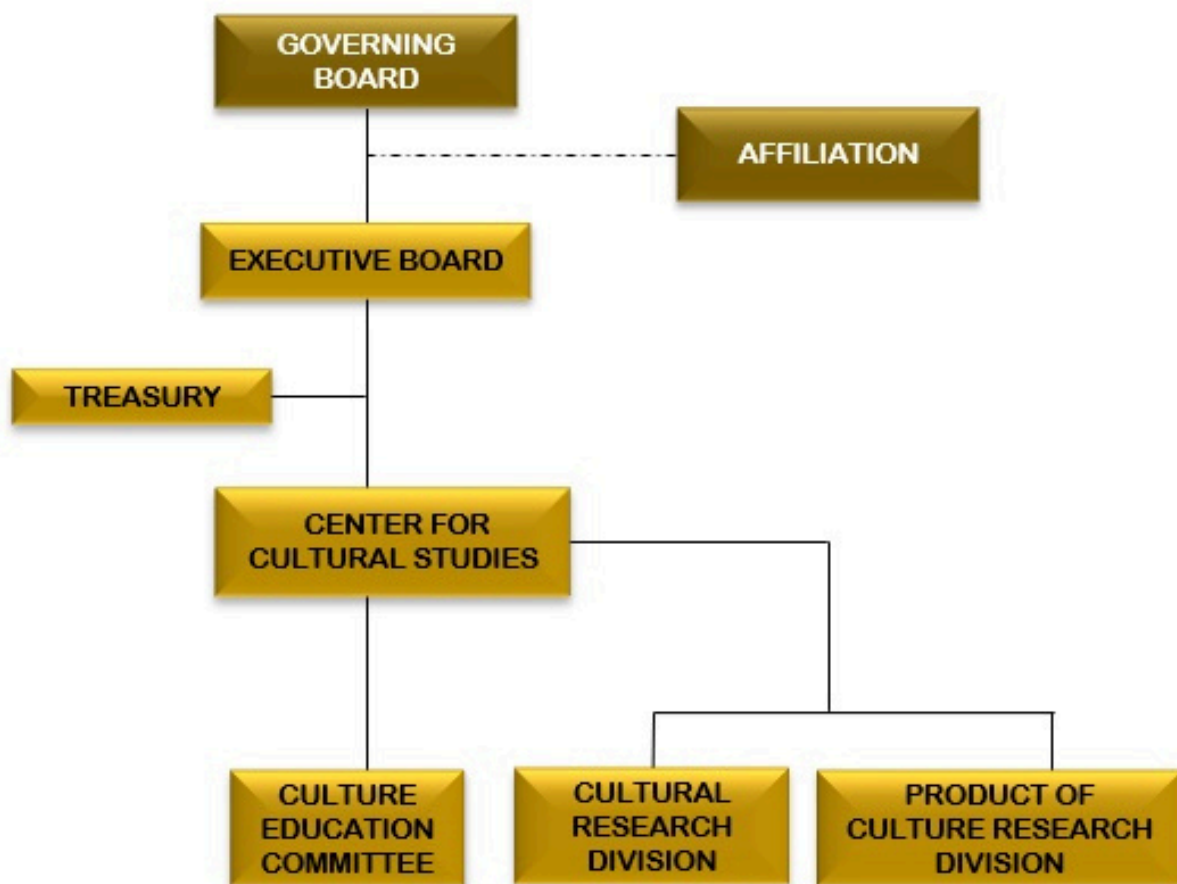 GOVERNING
BOARD
AFFILIATION
EXECUTIVE BOARD
TREASURY
CENTER FOR
CULTURAL STUDIES
CULTURE
EDUCATION
COMMITTEE
CULTURAL
RESEARCH
DIVISION
PRODUCT OF
CULTURE RESEARCH
DIVISION